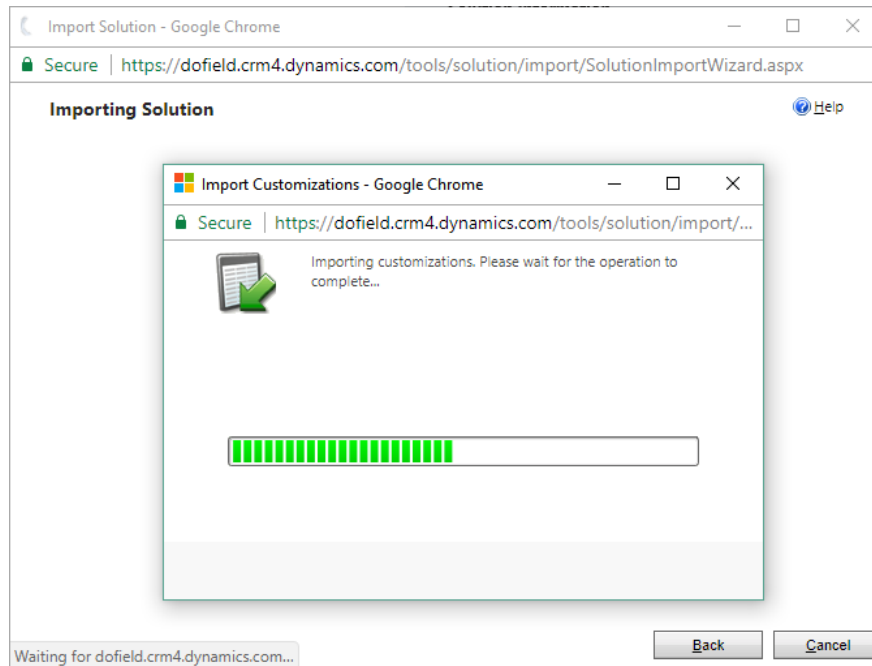 Import Solution - Google Chrome
Secure | https://dofield.crm4.dynamics.com/tools/solution/import/SolutionImportWizard.aspx
Importing Solution
Help
Import Customizations - Google Chrome
Secure | https://dofield.crm4.dynamics.com/tools/solution/import/...
Importing customizations. Please wait for the operation to
complete...
Back
Cancel
Waiting for dofield.crm4.dynamics.com...